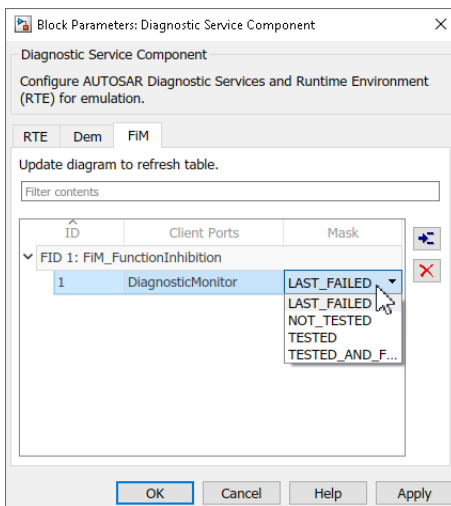 Block Parameters: Diagnostic Service Component
Diagnostic Service Component
Configure AUTOSAR Diagnostic Services and Runtime Environment
(RTE) for emulation.
RTE Dem FiM
Update diagram to refresh table.
Filter contents
ID Client Ports Mask
FID 1: FiM_FunctionInhibition
1 DiagnosticMonitor LAST_FAILED
LAST_FAILED
NOT_TESTED
TESTED
TESTED_AND_F...
OK Cancel Help Apply